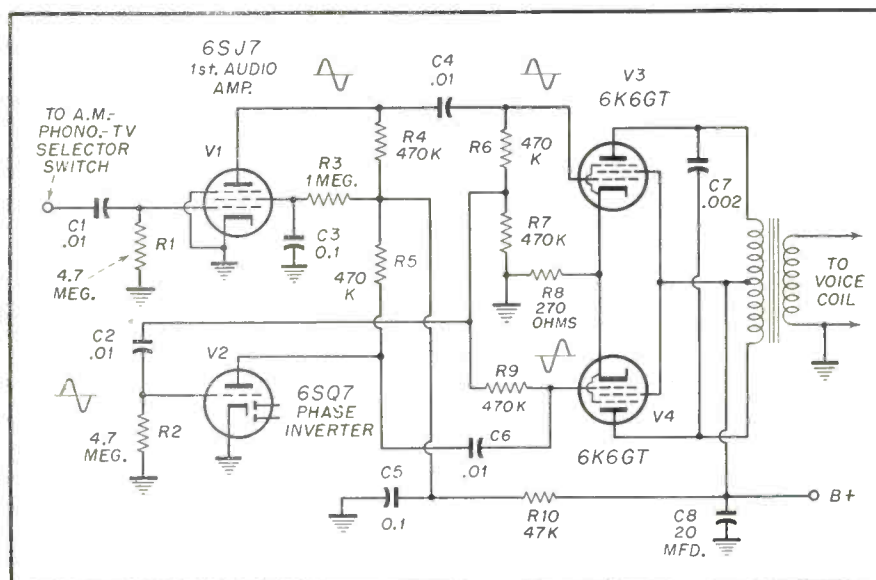 6SJ7
1st. AUDIO
AMP.
TO A.M.-
PHONO.-TV
SELECTOR
SWITCH
V1
C1
.01
R1
4.7
MEG.
R3
1 MEG.
C3
0.1
R4
470K
C4
.01
R5
470
K
R6
470
K
R7
470K
R8
270
OHMS
V3
6K6GT
C7
.002
TO
VOICE
COIL
C2
.01
V2
6SQ7
PHASE
INVERTER
R2
4.7
MEG.
R9
470K
C6
.01
V4
6K6GT
C5
0.1
R10
47K
C8
20
MFD.
B+